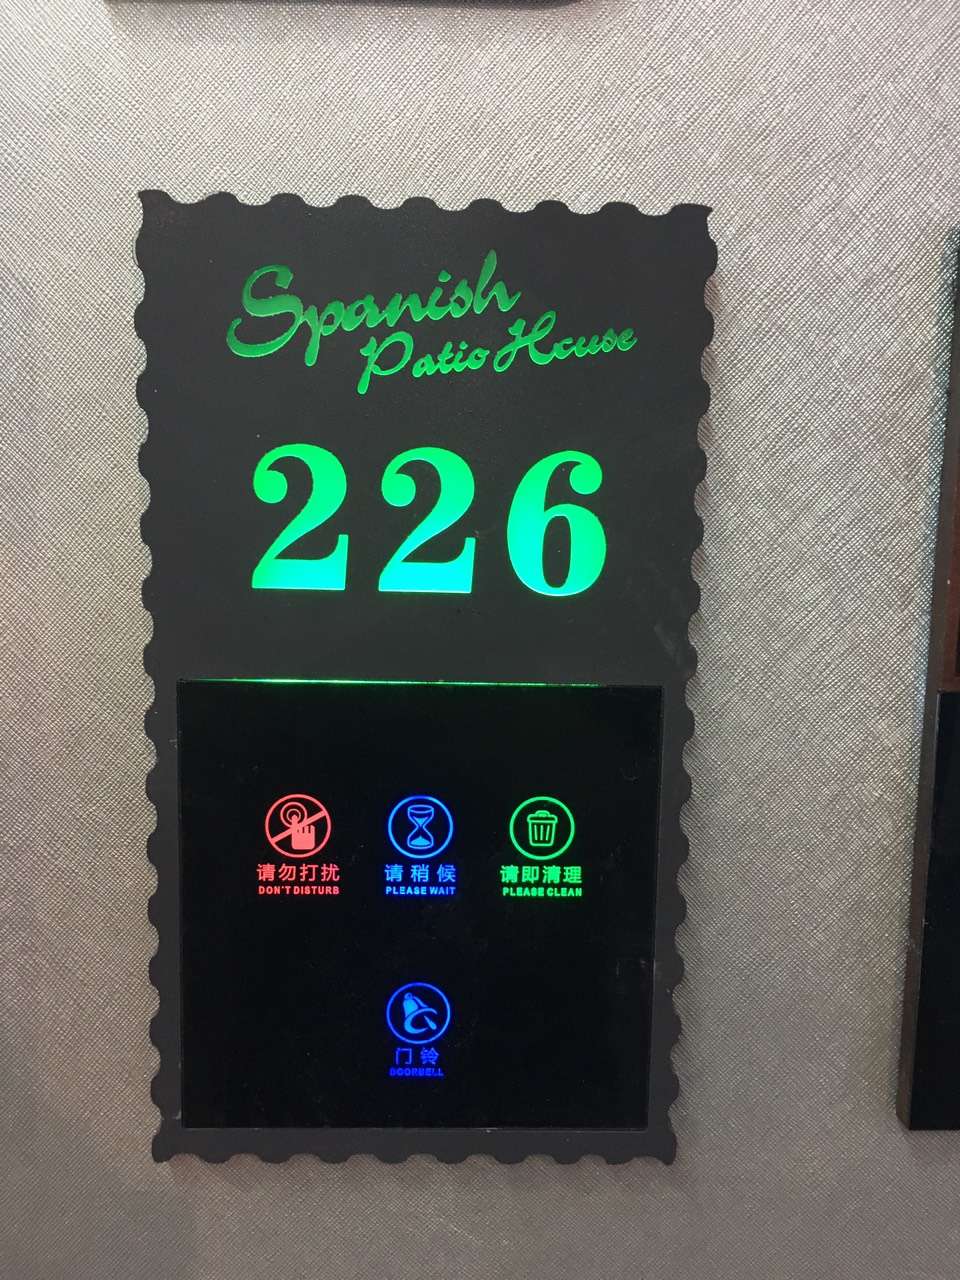 Spanish
Patio House
226
请勿打扰 请稍候 请即清理
DON'T DISTURB PLEASE WAIT PLEASE CLEAN
门铃
DOORBELL